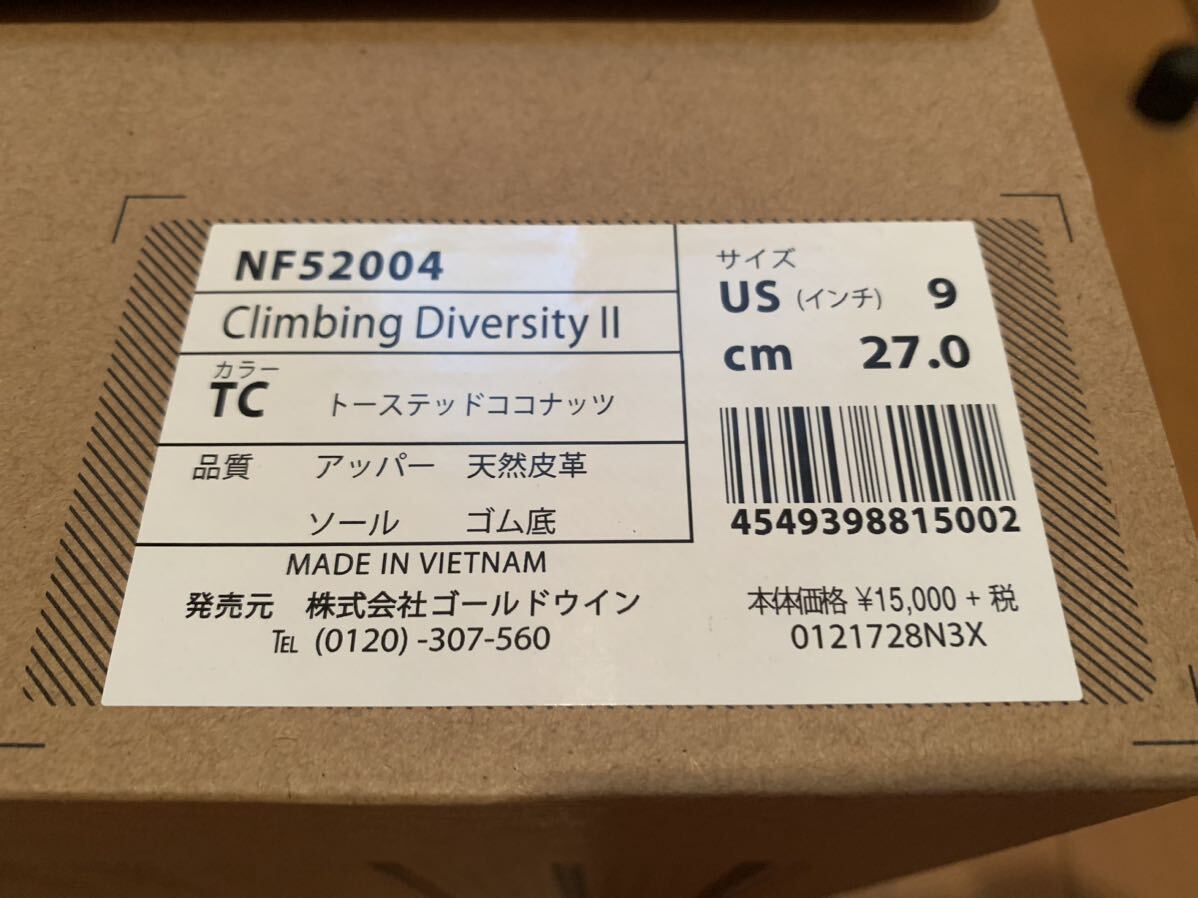 NF52004
Climbing Diversity II
カラー
TC トーステッドココナッツ
品質 アッパー 天然皮革
ソール ゴム底
MADE IN VIETNAM
発売元 株式会社ゴールドウイン
TEL (0120) -307-560
サイズ
US (インチ) 9
cm 27.0
4549398815002
本体価格 ¥15,000 + 税
0121728N3X